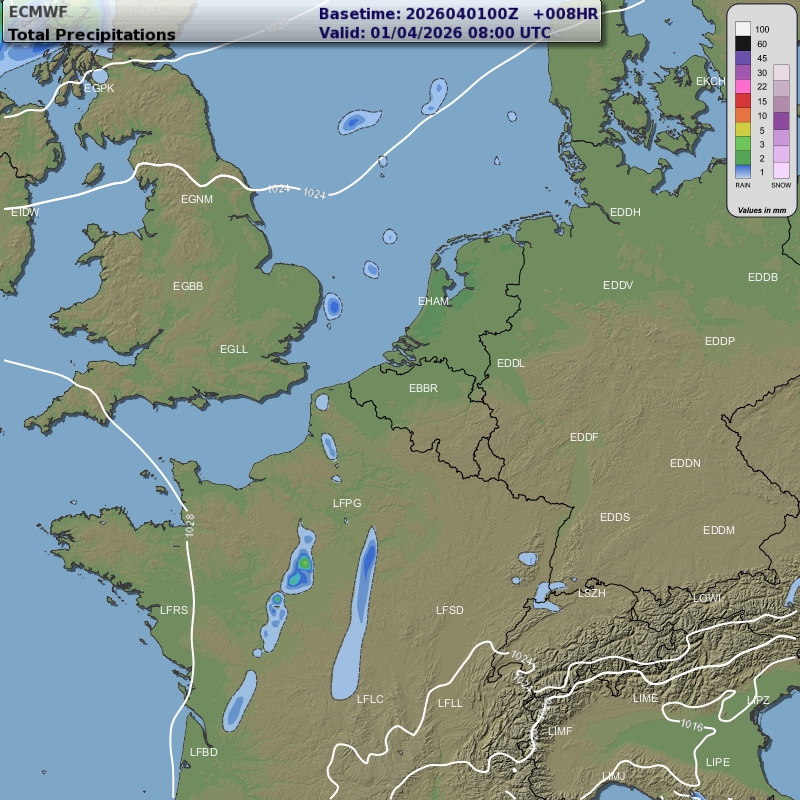 ECMWF
Total Precipitations
Basetime: 2026040100Z +008HR
Valid: 01/04/2026 08:00 UTC
100
60
45
30
22
15
10
5
3
2
1
RAIN
SNOW
Values in mm
EGPK
EKCH
1024
1024
EGNM
EIDW
EDDH
EGBB
EDDV
EDDB
EHAM
EGLL
EDDP
EDDL
EBBR
EDDF
EDDN
LFPG
1028
EDDS
EDDM
LSZH
LOWI
LFRS
LFSD
1024
LFLC
LFLL
LIME
LIPZ
1016
LIMF
LFBD
LIPE
LIMJ